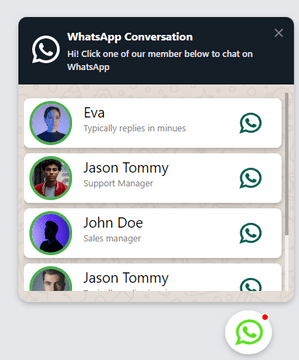 WhatsApp Conversation
Hi! Click one of our member below to chat on
WhatsApp
Eva
Typically replies in minues
Jason Tommy
Support Manager
John Doe
Sales manager
Jason Tommy